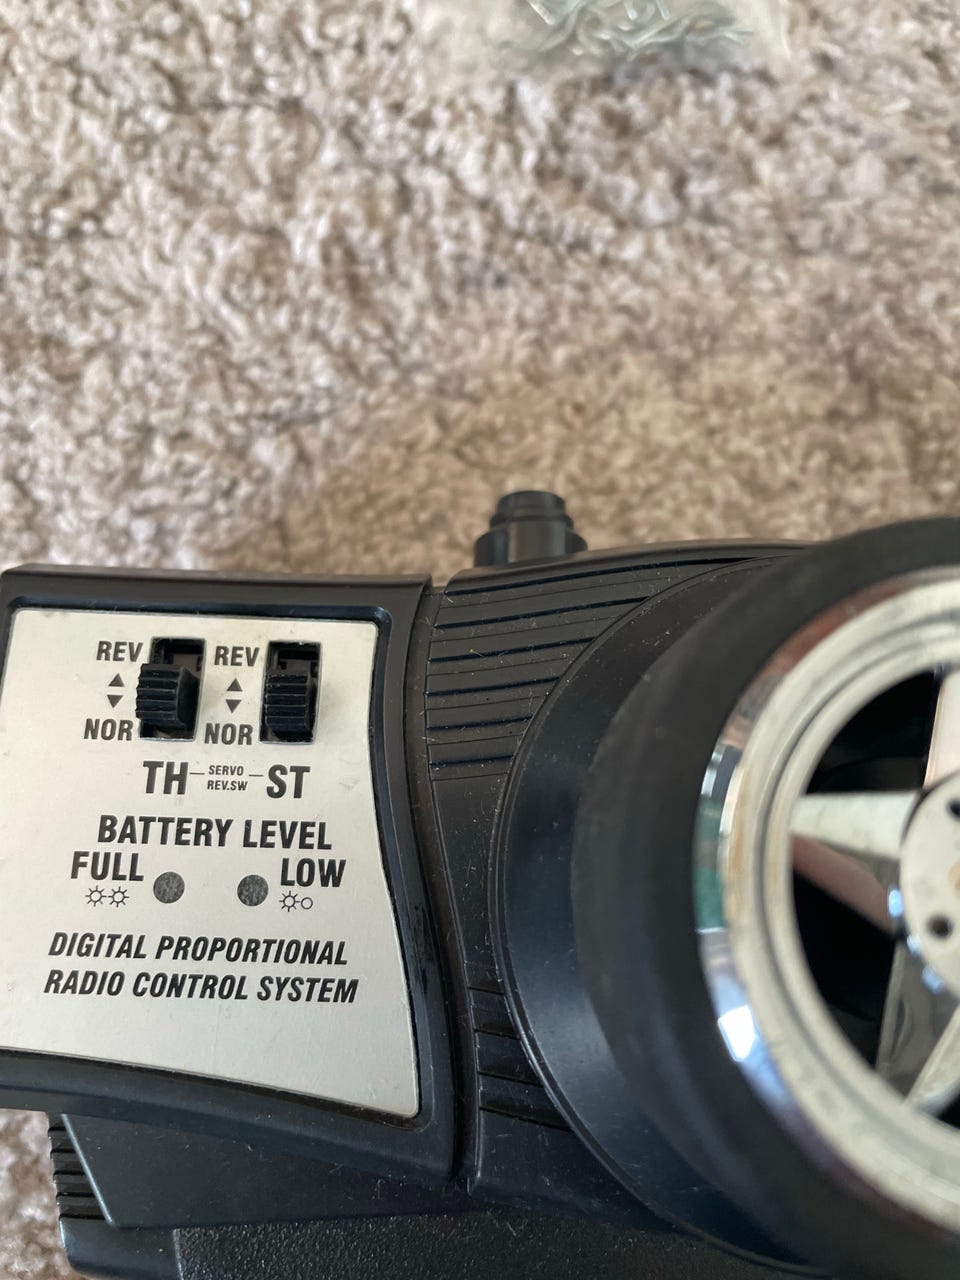 REV REV
NOR NOR
TH SERVO REV.SW ST
BATTERY LEVEL
FULL LOW
DIGITAL PROPORTIONAL
RADIO CONTROL SYSTEM